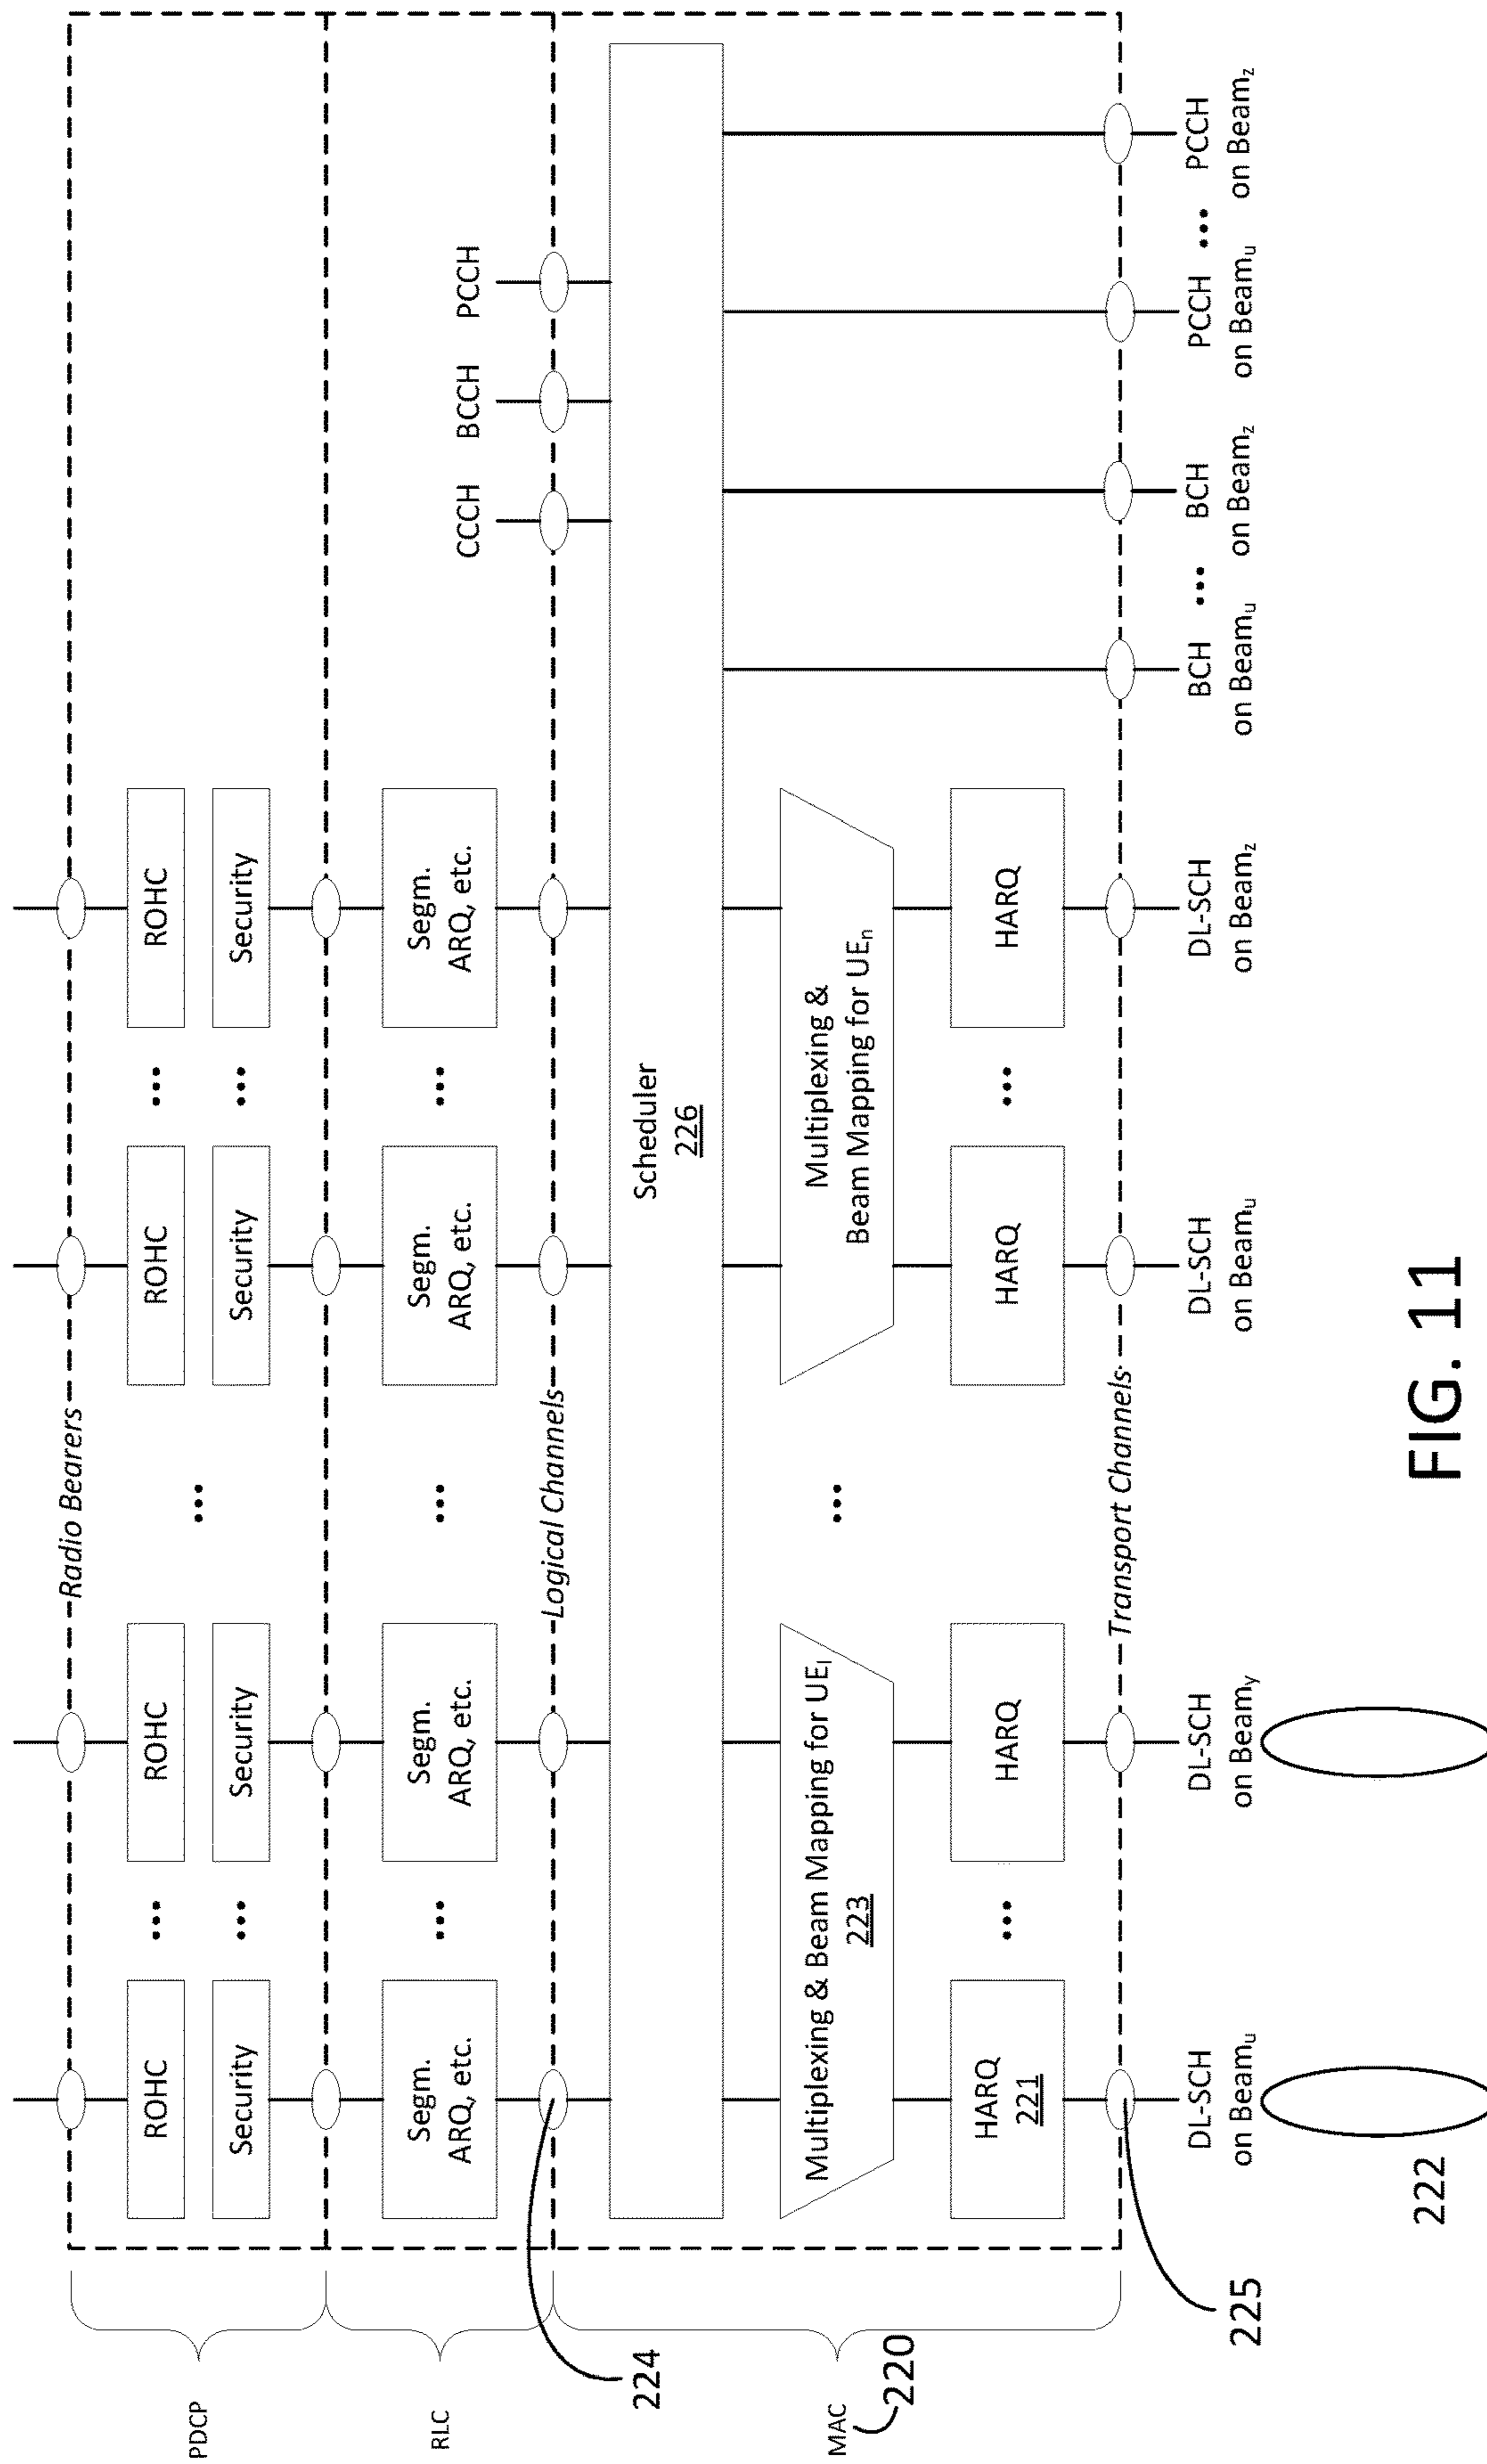 Radio Bearers
PDCP
ROHC
...
ROHC
...
ROHC
...
ROHC
Security
...
Security
Security
...
Security
RLC
Segm.
ARQ, etc.
...
Segm.
ARQ, etc.
...
Segm.
ARQ, etc.
...
Segm.
ARQ, etc.
CCCH
BCCH
PCCH
Logical Channels
224
Scheduler
226
MAC
220
Multiplexing & Beam Mapping for UEl
223
...
Multiplexing &
Beam Mapping for UEn
HARQ
221
...
HARQ
HARQ
...
HARQ
Transport Channels
225
DL-SCH
on Beamu
DL-SCH
on Beamy
DL-SCH
on Beamu
DL-SCH
on Beamz
BCH
on Beamu
...
BCH
on Beamz
PCCH
on Beamu
...
PCCH
on Beamz
222
FIG. 11